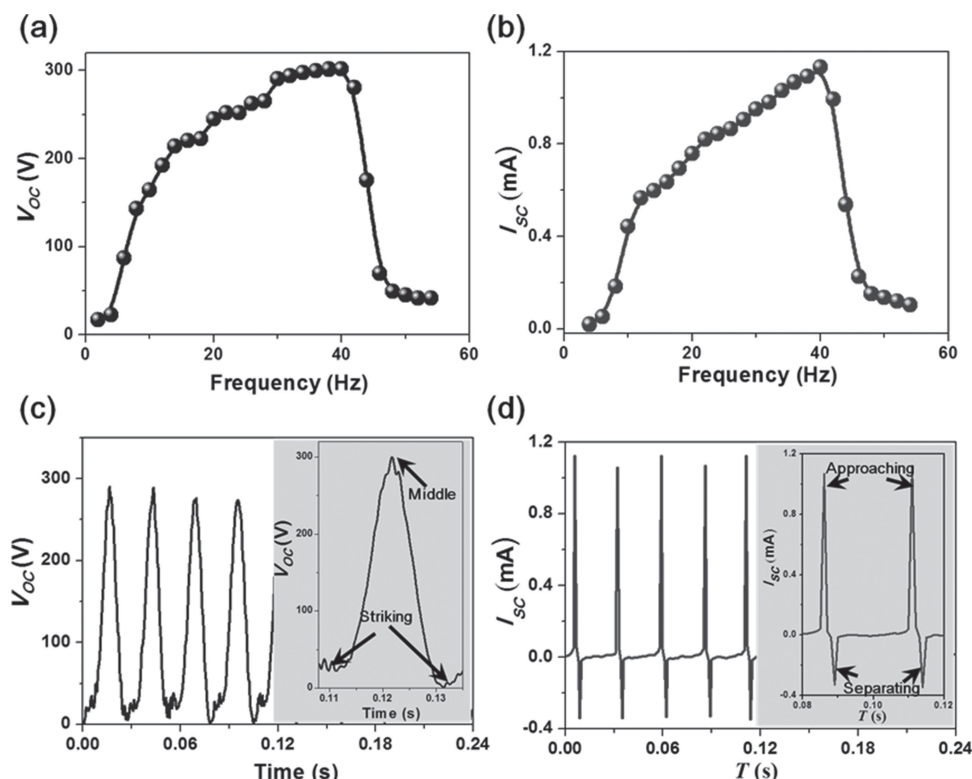 (a)
V_OC (V)
300
200
100
0
0 20 40 60
Frequency (Hz)
(b)
I_SC (mA)
1.2
0.8
0.4
0.0
0 20 40 60
Frequency (Hz)
(c)
V_OC (V)
300
200
100
0
0.00 0.06 0.12 0.18 0.24
Time (s)
V_OC (V)
300
200
100
0
Middle
Striking
0.11 0.12 0.13
Time (s)
(d)
I_SC (mA)
1.2
0.8
0.4
0.0
-0.4
0.00 0.06 0.12 0.18 0.24
T (s)
I_SC (mA)
1.2
0.8
0.4
0.0
-0.4
Approaching
Separating
0.08 0.09 0.10 0.11 0.12
T (s)